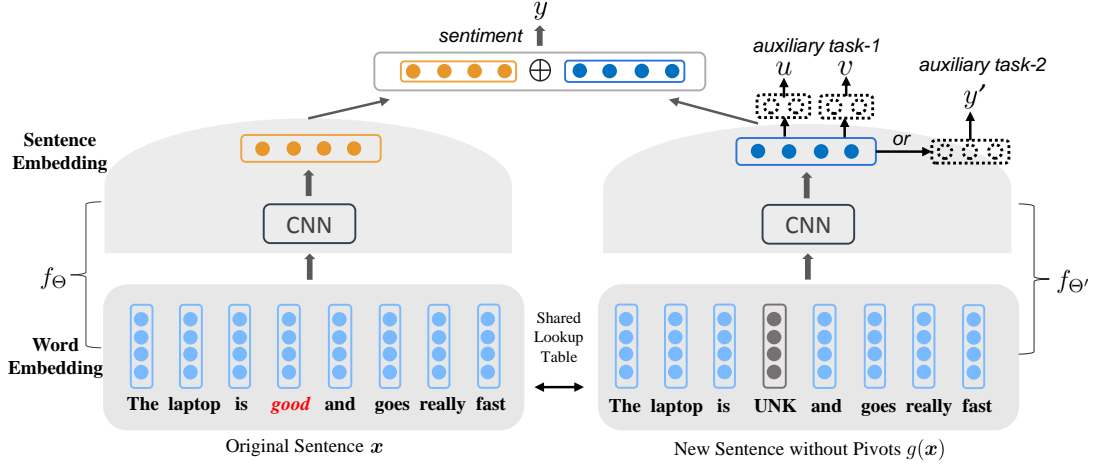 y
sentiment
⊕
auxiliary task-1
u v
auxiliary task-2
y′
or
Sentence
Embedding
CNN
CNN
f_Θ
f_Θ′
Word
Embedding
Shared
Lookup
Table
The laptop is good and goes really fast
The laptop is UNK and goes really fast
Original Sentence x
New Sentence without Pivots g(x)